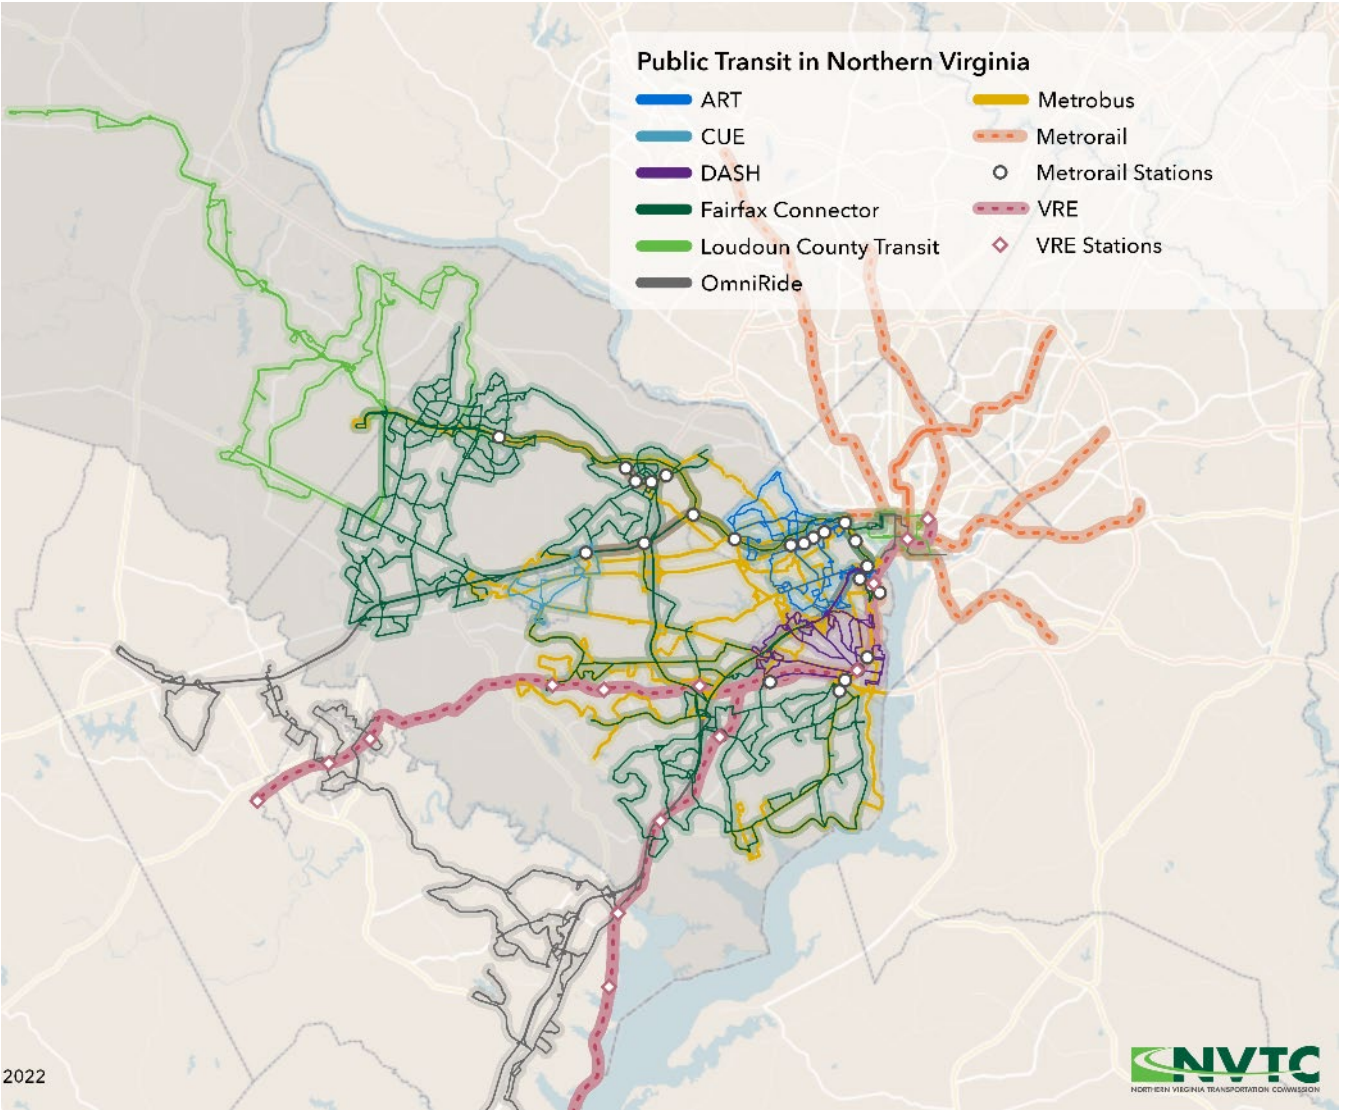 Public Transit in Northern Virginia
ART
CUE
DASH
Fairfax Connector
Loudoun County Transit
OmniRide
Metrobus
Metrorail
Metrorail Stations
VRE
VRE Stations
2022
NVTC
NORTHERN VIRGINIA TRANSPORTATION COMMISSION